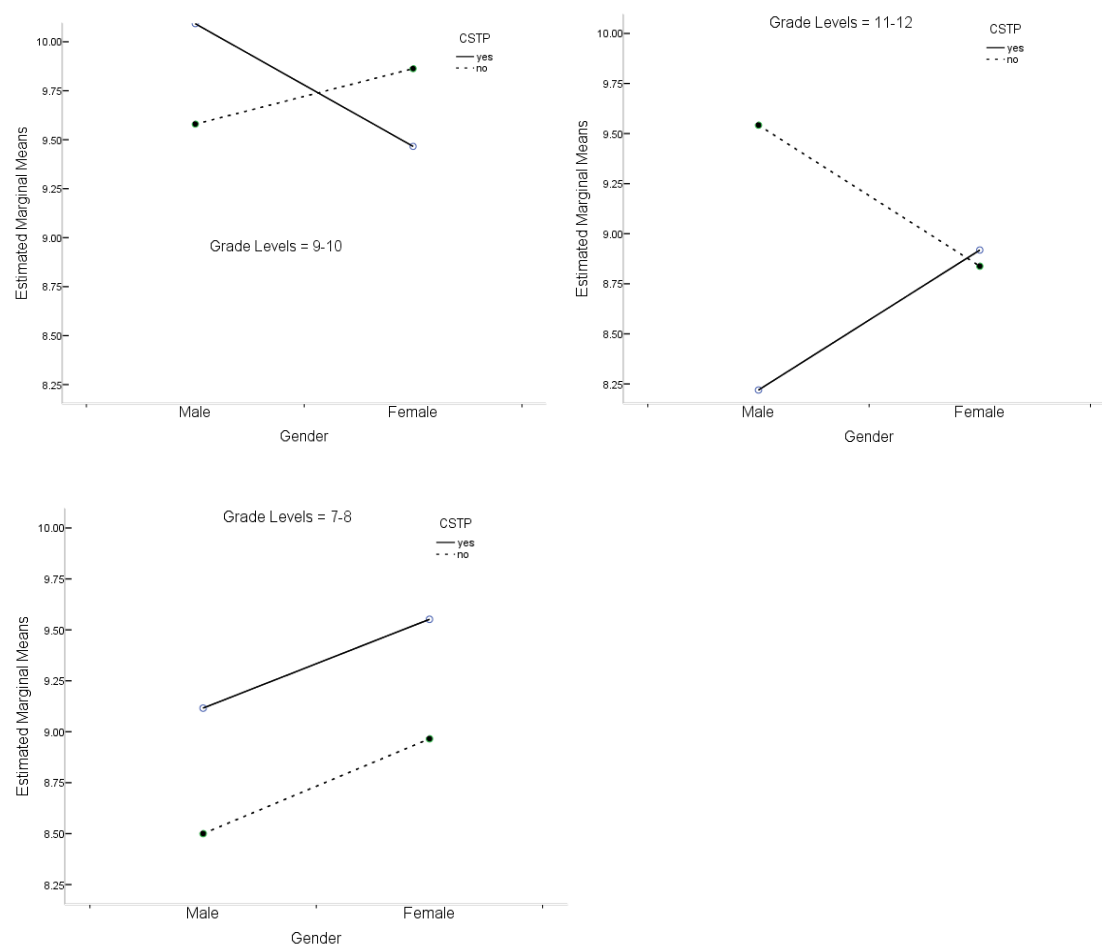 10.00
9.75
9.50
9.25
9.00
8.75
8.50
8.25
Estimated Marginal Means
CSTP
yes
no
Grade Levels = 9-10
Male
Female
Gender
Grade Levels = 11-12
10.00
9.75
9.50
9.25
9.00
8.75
8.50
8.25
Estimated Marginal Means
CSTP
yes
no
Male
Female
Gender
Grade Levels = 7-8
10.00
9.75
9.50
9.25
9.00
8.75
8.50
8.25
Estimated Marginal Means
CSTP
yes
no
Male
Female
Gender